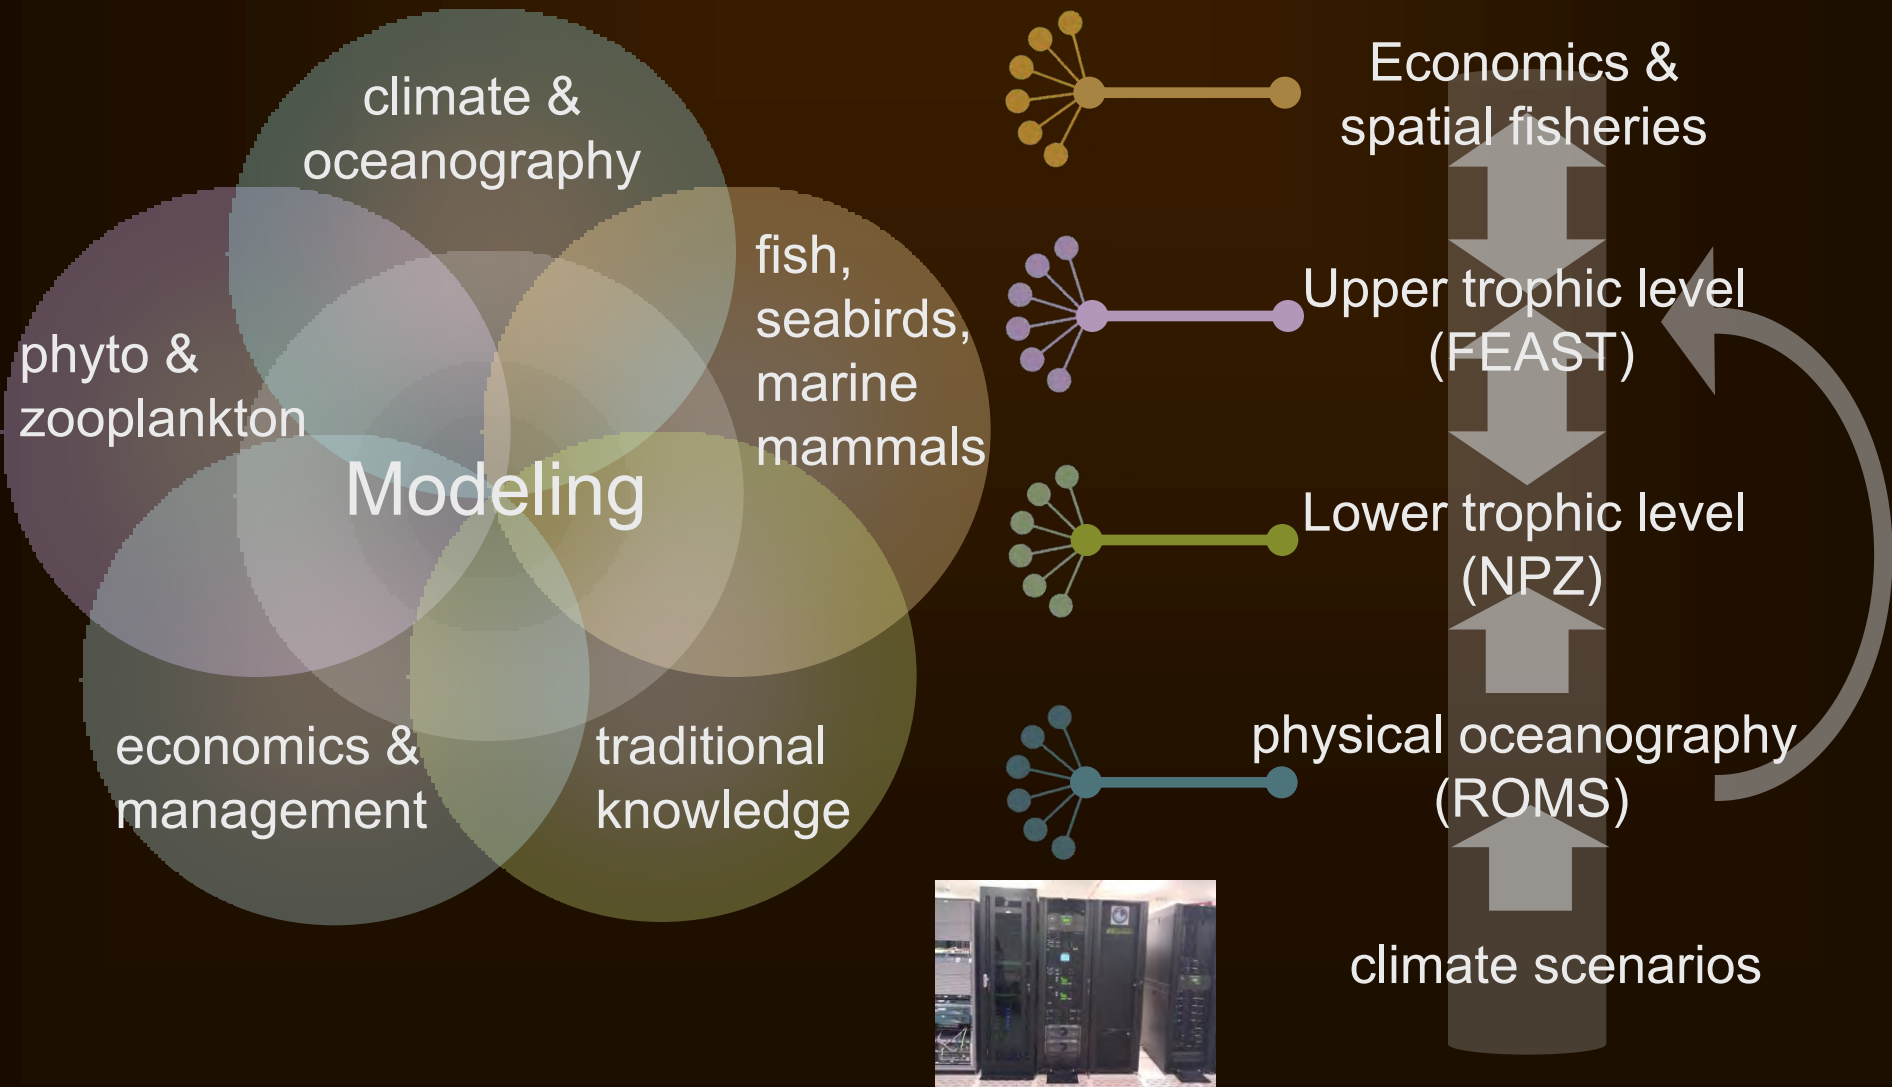 climate &
oceanography
fish,
seabirds,
marine
mammals
phyto &
zooplankton
Modeling
economics &
management
traditional
knowledge
Economics &
spatial fisheries
Upper trophic level
(FEAST)
Lower trophic level
(NPZ)
physical oceanography
(ROMS)
climate scenarios